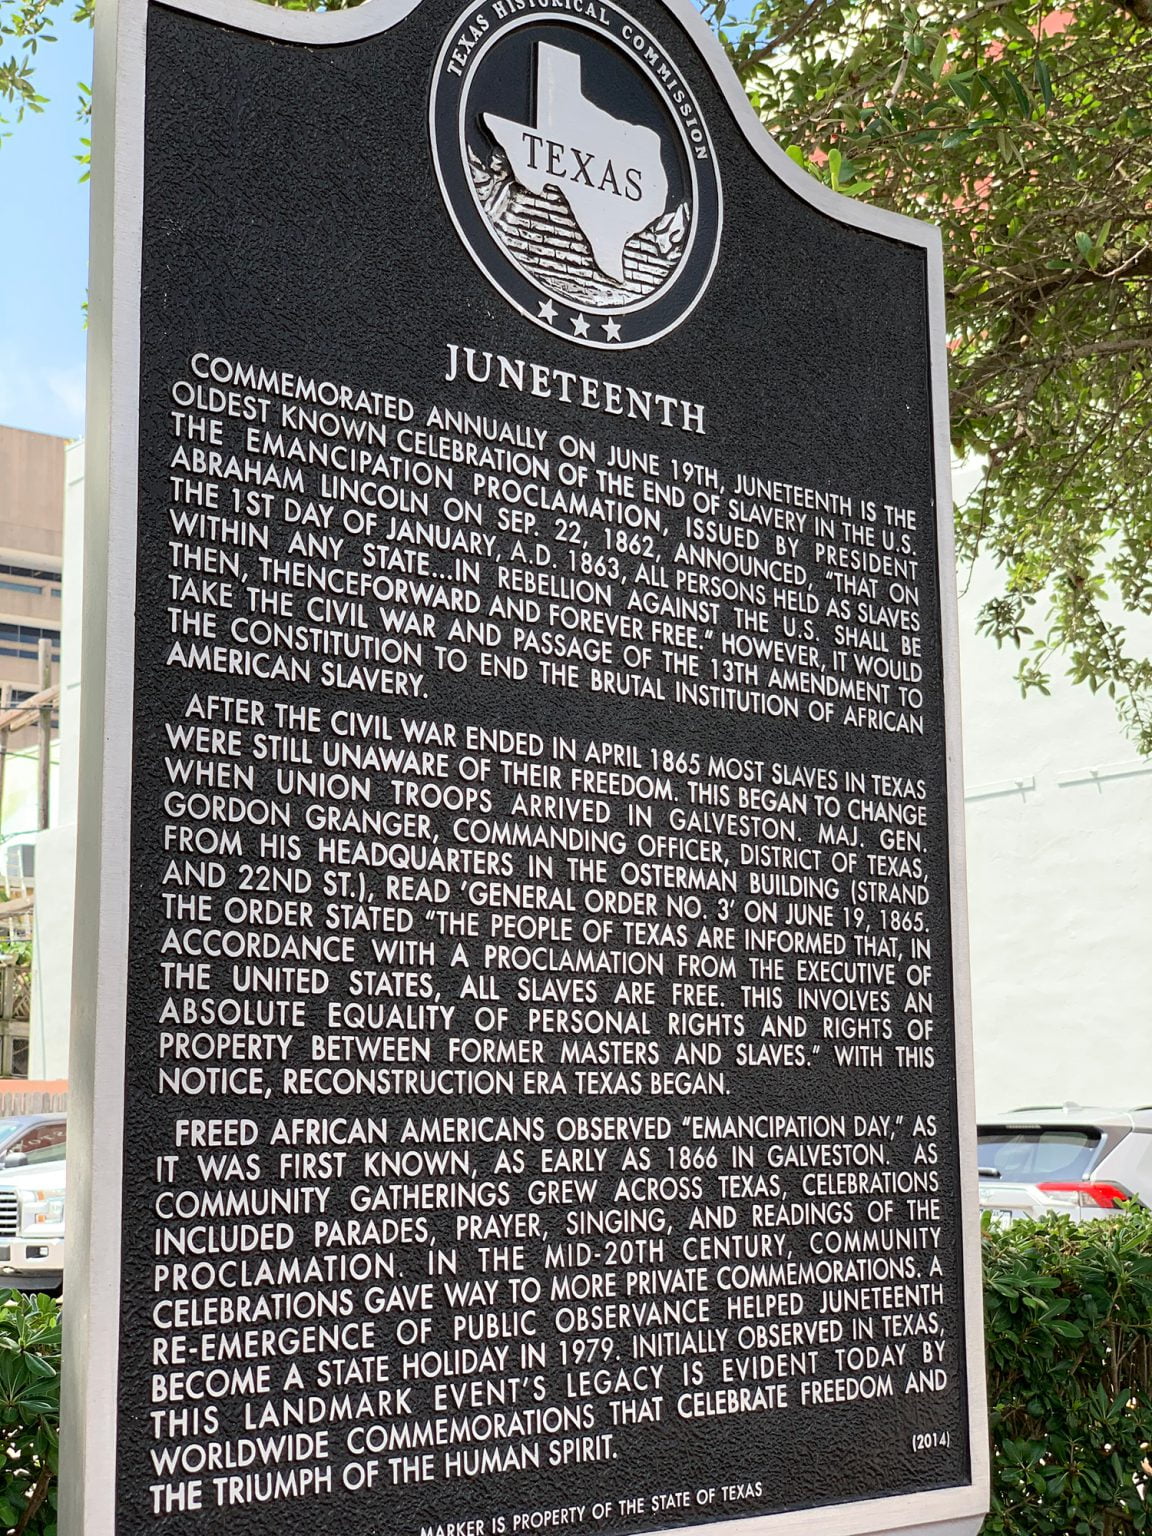 TEXAS HISTORICAL COMMISSION
TEXAS
JUNETEENTH
COMMEMORATED ANNUALLY ON JUNE 19TH, JUNETEENTH IS THE
OLDEST KNOWN CELEBRATION OF THE END OF SLAVERY IN THE U.S.
THE EMANCIPATION PROCLAMATION, ISSUED BY PRESIDENT
ABRAHAM LINCOLN ON SEP. 22, 1862, ANNOUNCED, "THAT ON
THE 1ST DAY OF JANUARY, A.D. 1863, ALL PERSONS HELD AS SLAVES
WITHIN ANY STATE...IN REBELLION AGAINST THE U.S. SHALL BE
THEN, THENCEFORWARD AND FOREVER FREE." HOWEVER, IT WOULD
TAKE THE CIVIL WAR AND PASSAGE OF THE 13TH AMENDMENT TO
THE CONSTITUTION TO END THE BRUTAL INSTITUTION OF AFRICAN
AMERICAN SLAVERY.
AFTER THE CIVIL WAR ENDED IN APRIL 1865 MOST SLAVES IN TEXAS
WERE STILL UNAWARE OF THEIR FREEDOM. THIS BEGAN TO CHANGE
WHEN UNION TROOPS ARRIVED IN GALVESTON. MAJ. GEN.
GORDON GRANGER, COMMANDING OFFICER, DISTRICT OF TEXAS,
FROM HIS HEADQUARTERS IN THE OSTERMAN BUILDING (STRAND
AND 22ND ST.), READ 'GENERAL ORDER NO. 3' ON JUNE 19, 1865.
THE ORDER STATED "THE PEOPLE OF TEXAS ARE INFORMED THAT, IN
ACCORDANCE WITH A PROCLAMATION FROM THE EXECUTIVE OF
THE UNITED STATES, ALL SLAVES ARE FREE. THIS INVOLVES AN
ABSOLUTE EQUALITY OF PERSONAL RIGHTS AND RIGHTS OF
PROPERTY BETWEEN FORMER MASTERS AND SLAVES." WITH THIS
NOTICE, RECONSTRUCTION ERA TEXAS BEGAN.
FREED AFRICAN AMERICANS OBSERVED "EMANCIPATION DAY," AS
IT WAS FIRST KNOWN, AS EARLY AS 1866 IN GALVESTON. AS
COMMUNITY GATHERINGS GREW ACROSS TEXAS, CELEBRATIONS
INCLUDED PARADES, PRAYER, SINGING, AND READINGS OF THE
PROCLAMATION. IN THE MID-20TH CENTURY, COMMUNITY
CELEBRATIONS GAVE WAY TO MORE PRIVATE COMMEMORATIONS. A
RE-EMERGENCE OF PUBLIC OBSERVANCE HELPED JUNETEENTH
BECOME A STATE HOLIDAY IN 1979. INITIALLY OBSERVED IN TEXAS,
THIS LANDMARK EVENT'S LEGACY IS EVIDENT TODAY BY
WORLDWIDE COMMEMORATIONS THAT CELEBRATE FREEDOM AND
THE TRIUMPH OF THE HUMAN SPIRIT.
(2014)
MARKER IS PROPERTY OF THE STATE OF TEXAS